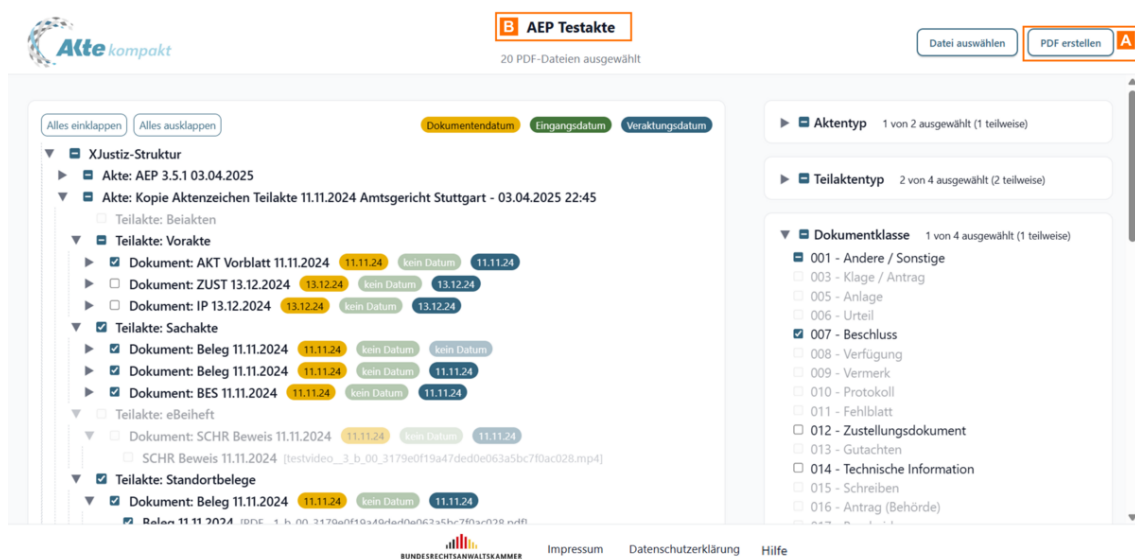 Akte kompakt
B AEP Testakte
20 PDF-Dateien ausgewählt
Datei auswählen
PDF erstellen A
Alles einklappen Alles ausklappen
Dokumentendatum Eingangsdatum Veraktungsdatum
XJustiz-Struktur
Akte: AEP 3.5.1 03.04.2025
Akte: Kopie Aktenzeichen Teilakte 11.11.2024 Amtsgericht Stuttgart - 03.04.2025 22:45
Teilakte: Beiakten
Teilakte: Vorakte
Dokument: AKT Vorblatt 11.11.2024 11.11.24 kein Datum 11.11.24
Dokument: ZUST 13.12.2024 13.12.24 kein Datum 13.12.24
Dokument: IP 13.12.2024 13.12.24 kein Datum 13.12.24
Teilakte: Sachakte
Dokument: Beleg 11.11.2024 11.11.24 kein Datum kein Datum
Dokument: Beleg 11.11.2024 11.11.24 kein Datum 11.11.24
Dokument: BES 11.11.2024 11.11.24 kein Datum 11.11.24
Teilakte: eBeiheft
Dokument: SCHR Beweis 11.11.2024 11.11.24 kein Datum 11.11.24
SCHR Beweis 11.11.2024 [testvideo__3_b_00_3179e0f19a47ded0e063a5bc7f0ac028.mp4]
Teilakte: Standortbelege
Dokument: Beleg 11.11.2024 11.11.24 kein Datum 11.11.24
Beleg 11.11.2024 [PDF__1_b_00_3179e0f19a49ded0e063a5bc7f0ac028.pdf]
Aktentyp 1 von 2 ausgewählt (1 teilweise)
Teilaktentyp 2 von 4 ausgewählt (2 teilweise)
Dokumentklasse 1 von 4 ausgewählt (1 teilweise)
001 - Andere / Sonstige
003 - Klage / Antrag
005 - Anlage
006 - Urteil
007 - Beschluss
008 - Verfügung
009 - Vermerk
010 - Protokoll
011 - Fehlblatt
012 - Zustellungsdokument
013 - Gutachten
014 - Technische Information
015 - Schreiben
016 - Antrag (Behörde)
BUNDESRECHTSANWALTSKAMMER
Impressum Datenschutzerklärung Hilfe